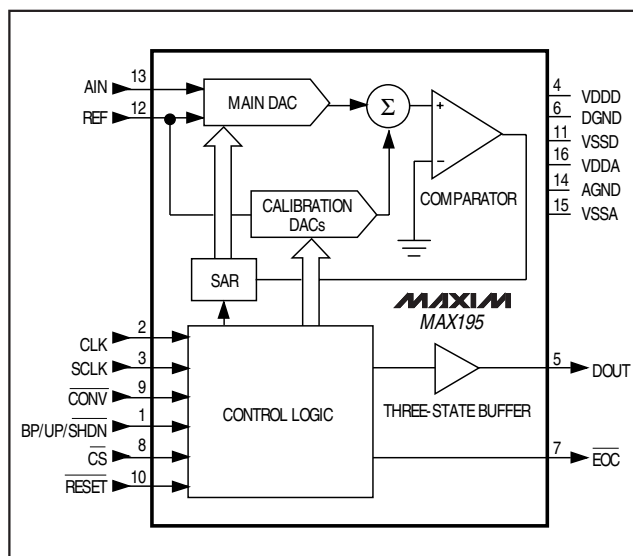 AIN
13
REF
12
MAIN DAC
Σ
+
−
COMPARATOR
CALIBRATION
DACs
SAR
4
VDDD
6
DGND
11
VSSD
16
VDDA
14
AGND
15
VSSA
MAXIM
MAX195
CLK
2
SCLK
3
CONV
9
BP/UP/SHDN
1
CS
8
RESET
10
CONTROL LOGIC
THREE-STATE BUFFER
5
DOUT
7
EOC